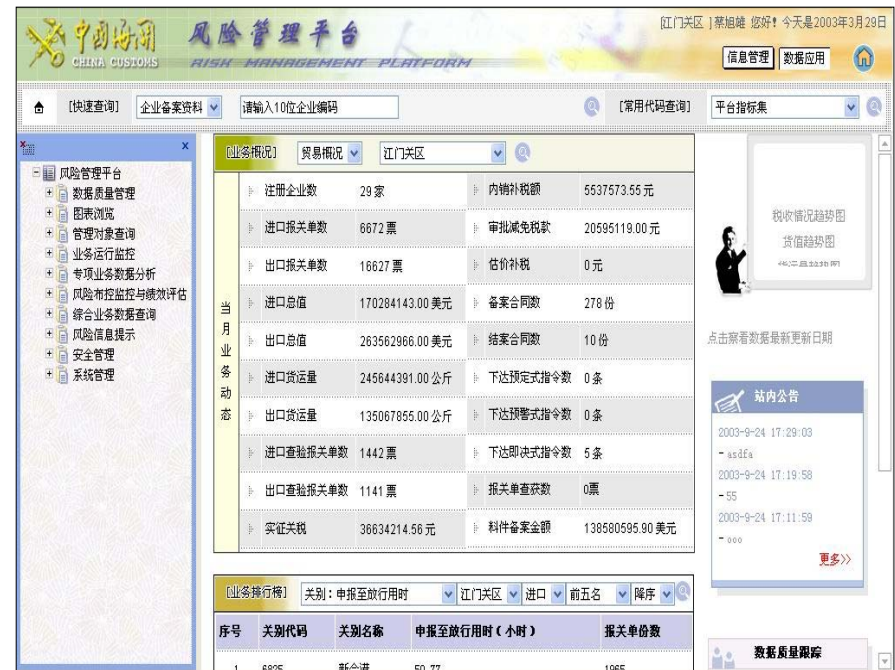 中国海关
CHINA CUSTOMS
风险管理平台
RISK MANAGEMENT PLATFORM
[江门关区 ]蔡旭雄 您好! 今天是2003年3月29日
信息管理 数据应用
[快速查询] 企业备案资料 请输入10位企业编码 [常用代码查询] 平台指标集
风险管理平台
数据质量管理
图表浏览
管理对象查询
业务运行监控
专项业务数据分析
风险布控监控与绩效评估
综合业务数据查询
风险信息提示
安全管理
系统管理
[业务概况] 贸易概况 江门关区
当月业务动态
注册企业数 29家 内销补税额 5537573.55元
进口报关单数 6672票 审批减免税款 20595119.00元
出口报关单数 16627票 估价补税 0元
进口总值 170284143.00美元 备案合同数 278份
出口总值 263562966.00美元 结案合同数 10份
进口货运量 245644391.00公斤 下达预定式指令数 0条
出口货运量 135067855.00公斤 下达预警式指令数 0条
进口查验报关单数 1442票 下达即决式指令数 5条
出口查验报关单数 1141票 报关单查获数 0票
实征关税 36634214.56元 料件备案金额 138580595.90美元
税收情况趋势图
货值趋势图
货运量趋势图
点击察看数据最新更新日期
站内公告
2003-9-24 17:29:03
- asdfa
2003-9-24 17:19:58
- 55
2003-9-24 17:11:59
- ooo
更多>>
[业务排行榜] 关别:申报至放行用时 江门关区 进口 前五名 降序
序号 关别代码 关别名称 申报至放行用时(小时) 报关单份数
1 6825 新会港 50.77 1965
数据质量跟踪